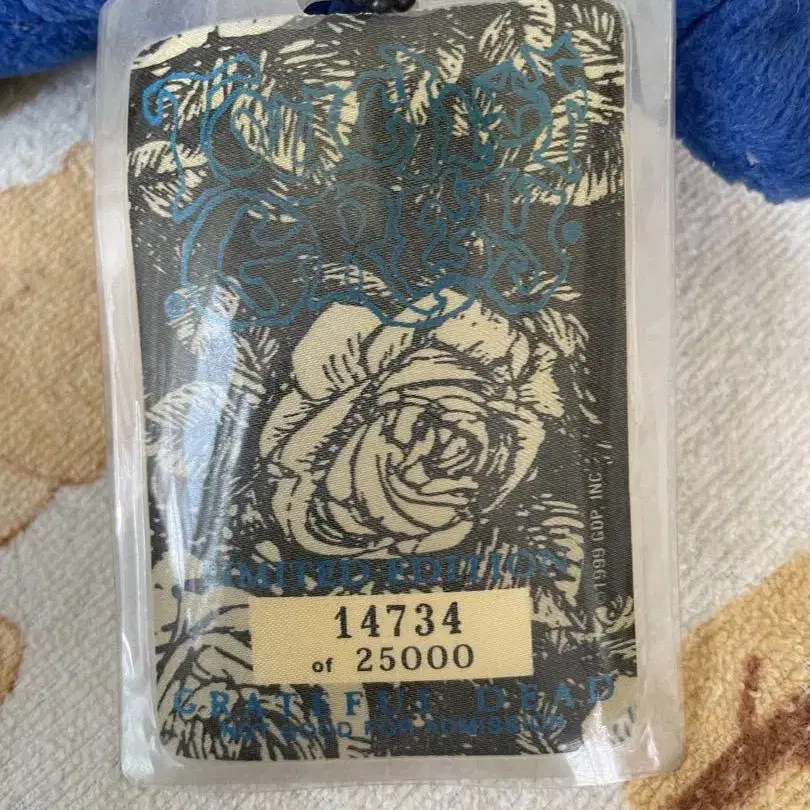 LIMITED EDITION
14734
of 25000
GRATEFUL DEAD
NOT GOOD FOR ADMISSION
©1999 GDP, INC.